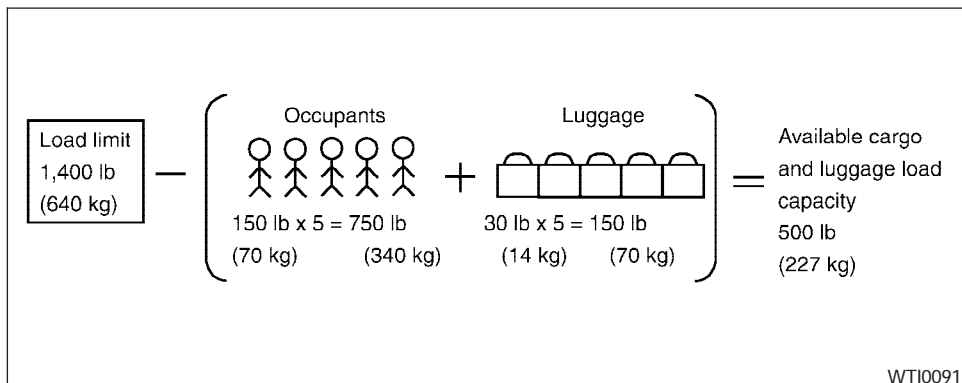 Load limit
1,400 lb
(640 kg)
Occupants
150 lb x 5 = 750 lb
(70 kg) (340 kg)
Luggage
30 lb x 5 = 150 lb
(14 kg) (70 kg)
Available cargo
and luggage load
capacity
500 lb
(227 kg)
WTI0091